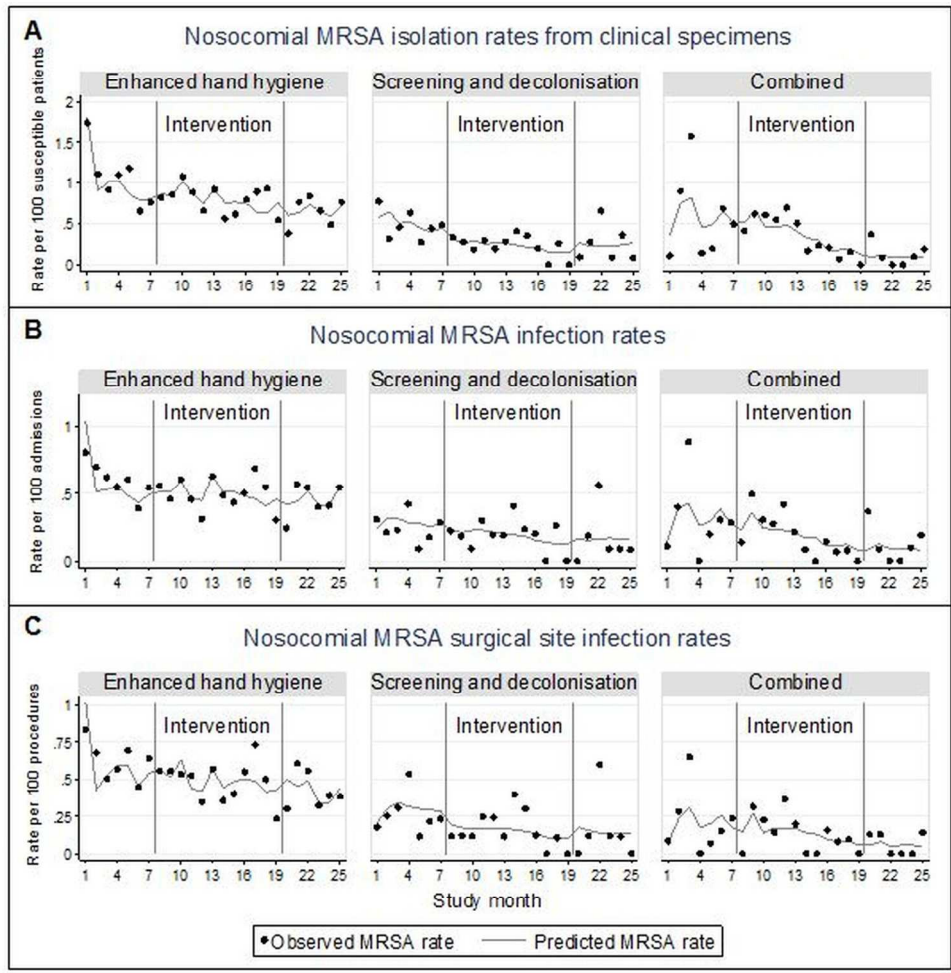 A
Nosocomial MRSA isolation rates from clinical specimens
Enhanced hand hygiene Screening and decolonisation Combined
Rate per 100 susceptible patients
Intervention Intervention Intervention
2
1.5
1
.5
0
1 4 7 10 13 16 19 22 25 1 4 7 10 13 16 19 22 25 1 4 7 10 13 16 19 22 25
B
Nosocomial MRSA infection rates
Enhanced hand hygiene Screening and decolonisation Combined
Rate per 100 admissions
Intervention Intervention Intervention
1
.5
0
1 4 7 10 13 16 19 22 25 1 4 7 10 13 16 19 22 25 1 4 7 10 13 16 19 22 25
C
Nosocomial MRSA surgical site infection rates
Enhanced hand hygiene Screening and decolonisation Combined
Rate per 100 procedures
Intervention Intervention Intervention
1
.75
.5
.25
0
1 4 7 10 13 16 19 22 25 1 4 7 10 13 16 19 22 25 1 4 7 10 13 16 19 22 25
Study month
Observed MRSA rate Predicted MRSA rate